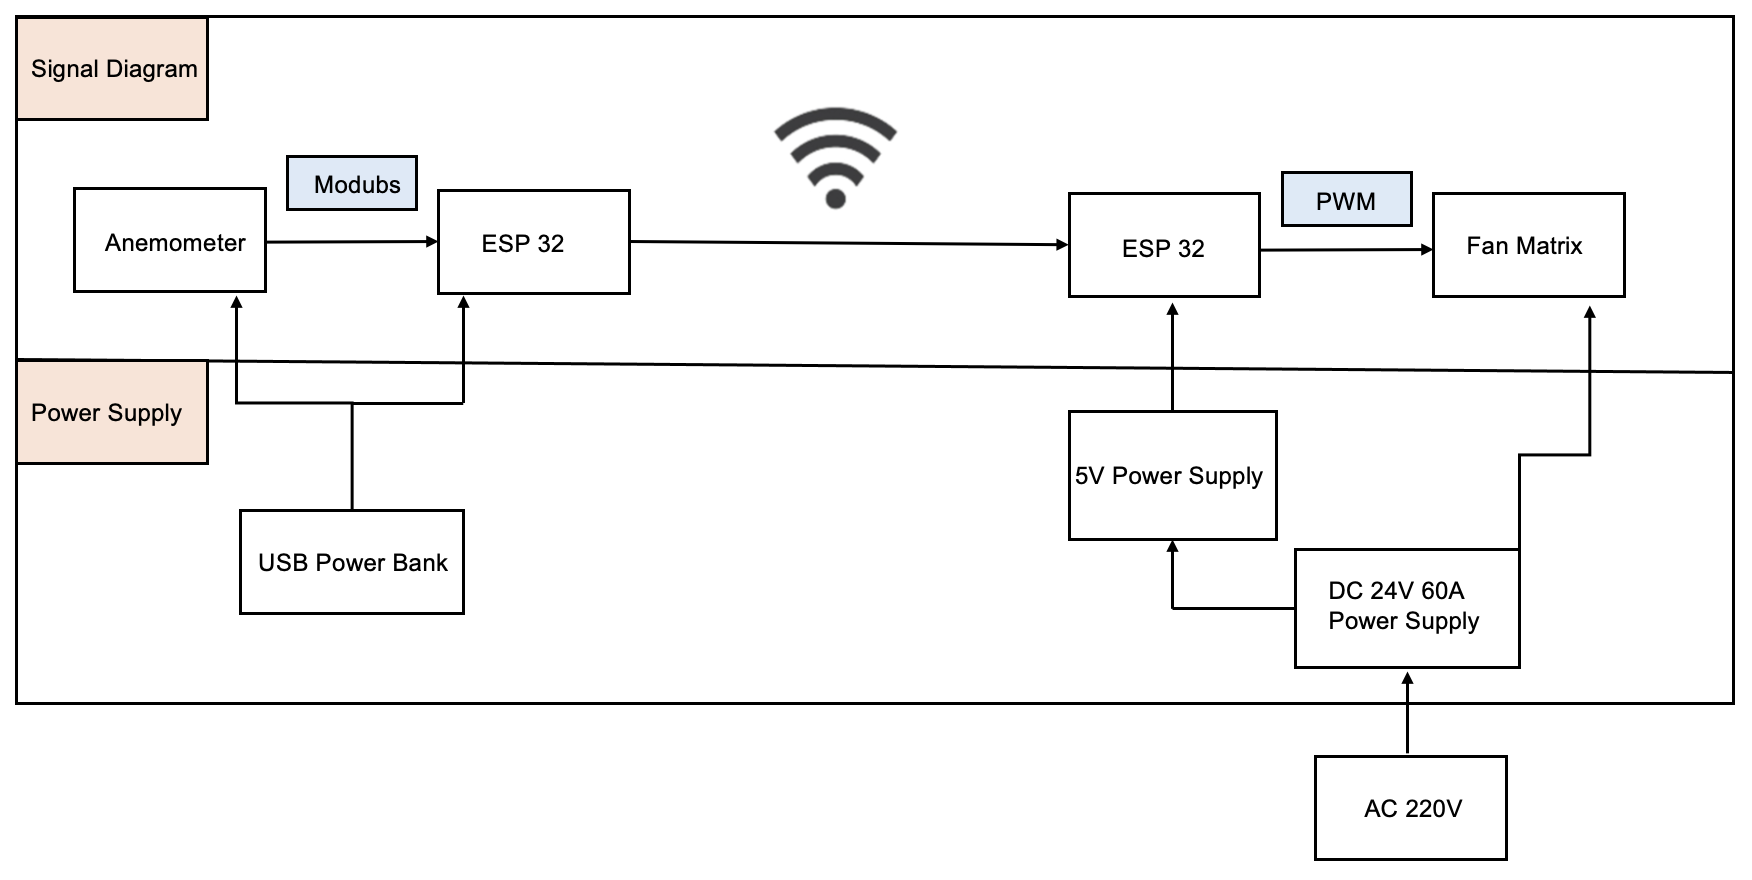 Signal Diagram
Modubs
PWM
Anemometer
ESP 32
ESP 32
Fan Matrix
Power Supply
5V Power Supply
USB Power Bank
DC 24V 60A
Power Supply
AC 220V